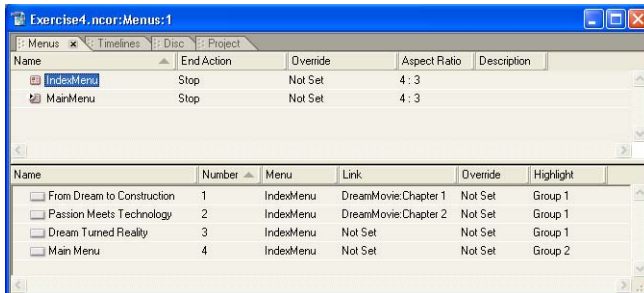 Exercise4.ncor:Menus:1
Menus Timelines Disc Project
Name End Action Override Aspect Ratio Description
IndexMenu Stop Not Set 4 : 3
MainMenu Stop Not Set 4 : 3
Name Number Menu Link Override Highlight
From Dream to Construction 1 IndexMenu DreamMovie:Chapter 1 Not Set Group 1
Passion Meets Technology 2 IndexMenu DreamMovie:Chapter 2 Not Set Group 1
Dream Turned Reality 3 IndexMenu Not Set Not Set Group 1
Main Menu 4 IndexMenu Not Set Not Set Group 2